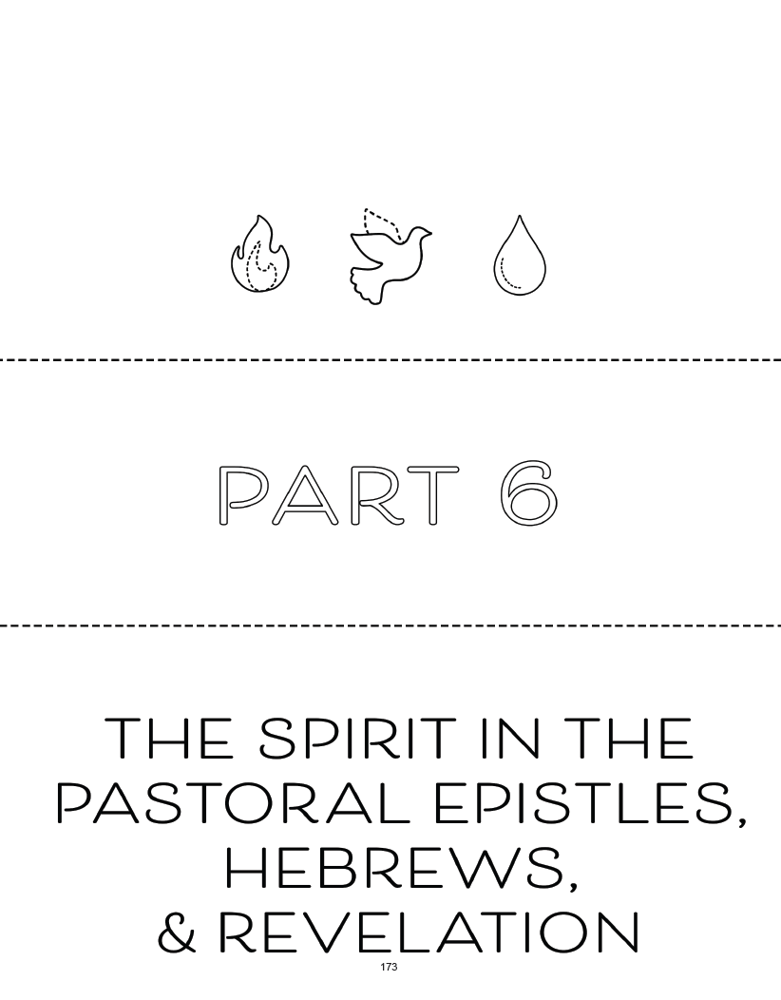 PART 6
THE SPIRIT IN THE
PASTORAL EPISTLES,
HEBREWS,
& REVELATION
173